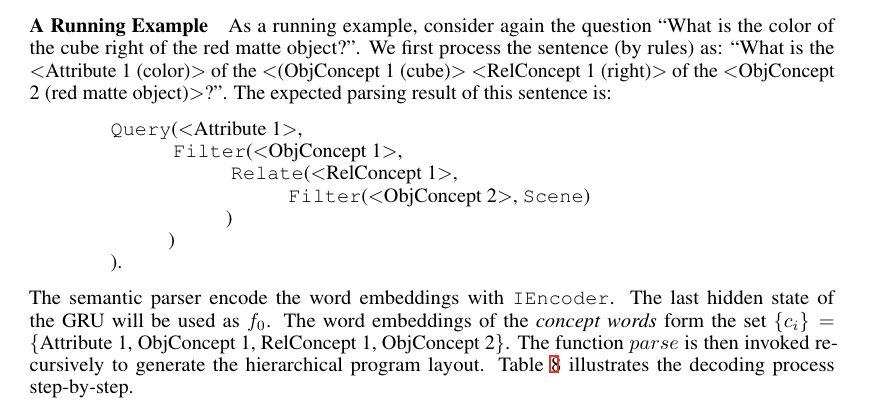 A Running Example As a running example, consider again the question “What is the color of
the cube right of the red matte object?”. We first process the sentence (by rules) as: “What is the
<Attribute 1 (color)> of the <(ObjConcept 1 (cube)> <RelConcept 1 (right)> of the <ObjConcept
2 (red matte object)>?”. The expected parsing result of this sentence is:
Query(<Attribute 1>,
Filter(<ObjConcept 1>,
Relate(<RelConcept 1>,
Filter(<ObjConcept 2>, Scene)
)
)
).
The semantic parser encode the word embeddings with IEncoder. The last hidden state of
the GRU will be used as f₀. The word embeddings of the concept words form the set {cᵢ} =
{Attribute 1, ObjConcept 1, RelConcept 1, ObjConcept 2}. The function parse is then invoked re-
cursively to generate the hierarchical program layout. Table 8 illustrates the decoding process
step-by-step.